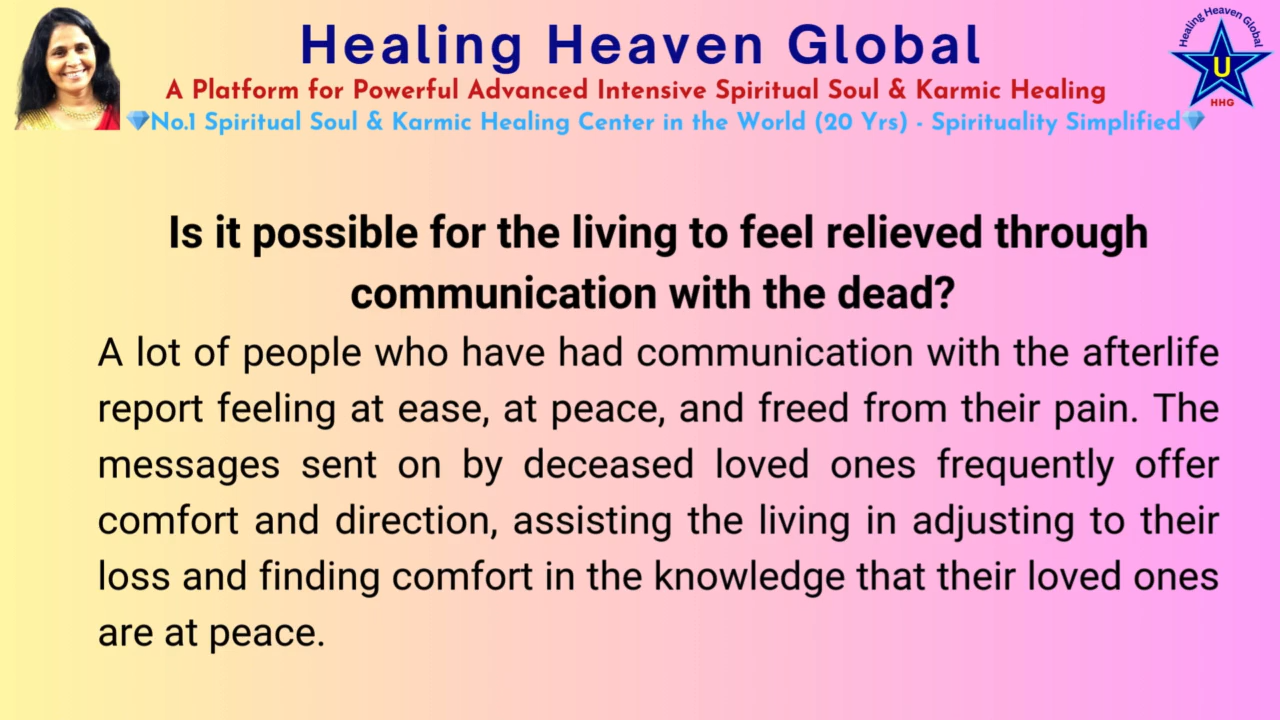 Healing Heaven Global
A Platform for Powerful Advanced Intensive Spiritual Soul & Karmic Healing
💎No.1 Spiritual Soul & Karmic Healing Center in the World (20 Yrs) - Spirituality Simplified💎
Healing Heaven Global
U
HHG
Is it possible for the living to feel relieved through
communication with the dead?
A lot of people who have had communication with the afterlife
report feeling at ease, at peace, and freed from their pain. The
messages sent on by deceased loved ones frequently offer
comfort and direction, assisting the living in adjusting to their
loss and finding comfort in the knowledge that their loved ones
are at peace.